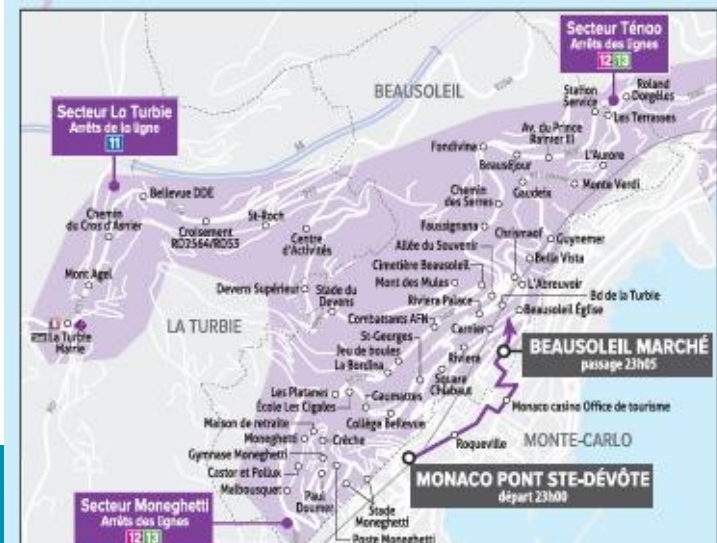 Secteur Ténao
Arrêts des lignes
12 13
BEAUSOLEIL
Secteur La Turbie
Arrêts de la ligne
11
Station
Service
Roland
Dorgelès
Les Terrasses
Av. du Prince
Rainier III
Fondivina
Beauséjour
L'Aurore
Bellevue DDE
Chemin
des Serres
Gaudeix
Monte Verdi
Chemin
du Cros d'Asnier
Croisement
RD2564/RD53
St-Roch
Centre
d'Activités
Faussignana
Guynemer
Allée du Souvenir
Belle Vista
Cimetière Beausoleil
Mont Agel
Devens Supérieur
Stade du
Devens
Mont des Mules
L'Abreuvoir
Riviera Palace
Bd de la Turbie
Combattants AFN
Beausoleil Église
La Turbie
Mairie
LA TURBIE
St-Georges
Carnier
Jeu de boules
La Bordina
Riviera
BEAUSOLEIL MARCHÉ
passage 23h05
Square
Chiabaut
Les Platanes
École Les Cigales
Caumattes
Monaco casino Office de tourisme
Maison de retraite
Collège Bellevue
Moneghetti
Crèche
Roqueville
MONTE-CARLO
Gymnase Moneghetti
Castor et Pollux
MONACO PONT STE-DÉVÔTE
départ 23h00
Malbousquet
Paul
Doumer
Secteur Moneghetti
Arrêts des lignes
12 13
Stade
Moneghetti
Poste Moneghetti